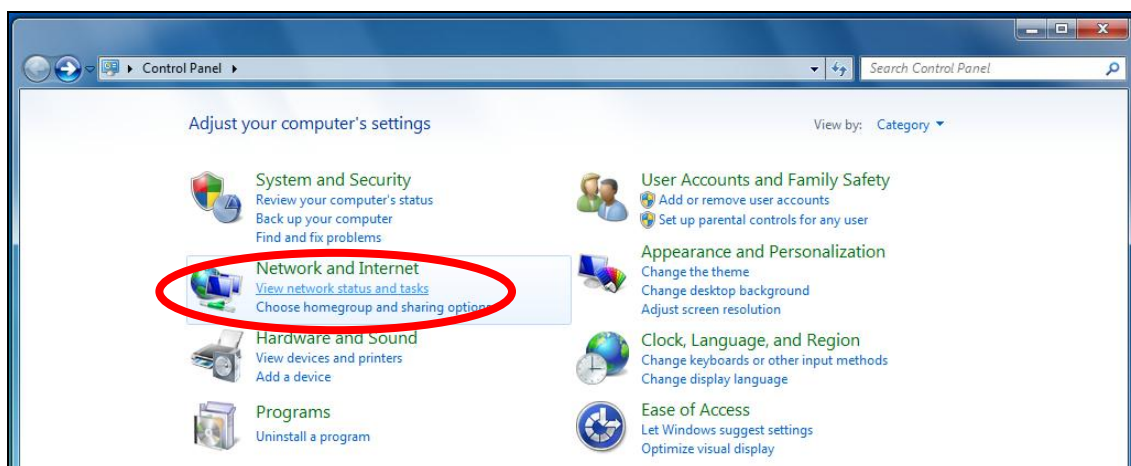 Control Panel
Search Control Panel
Adjust your computer's settings
View by: Category
System and Security
Review your computer's status
Back up your computer
Find and fix problems
Network and Internet
View network status and tasks
Choose homegroup and sharing options
Hardware and Sound
View devices and printers
Add a device
Programs
Uninstall a program
User Accounts and Family Safety
Add or remove user accounts
Set up parental controls for any user
Appearance and Personalization
Change the theme
Change desktop background
Adjust screen resolution
Clock, Language, and Region
Change keyboards or other input methods
Change display language
Ease of Access
Let Windows suggest settings
Optimize visual display